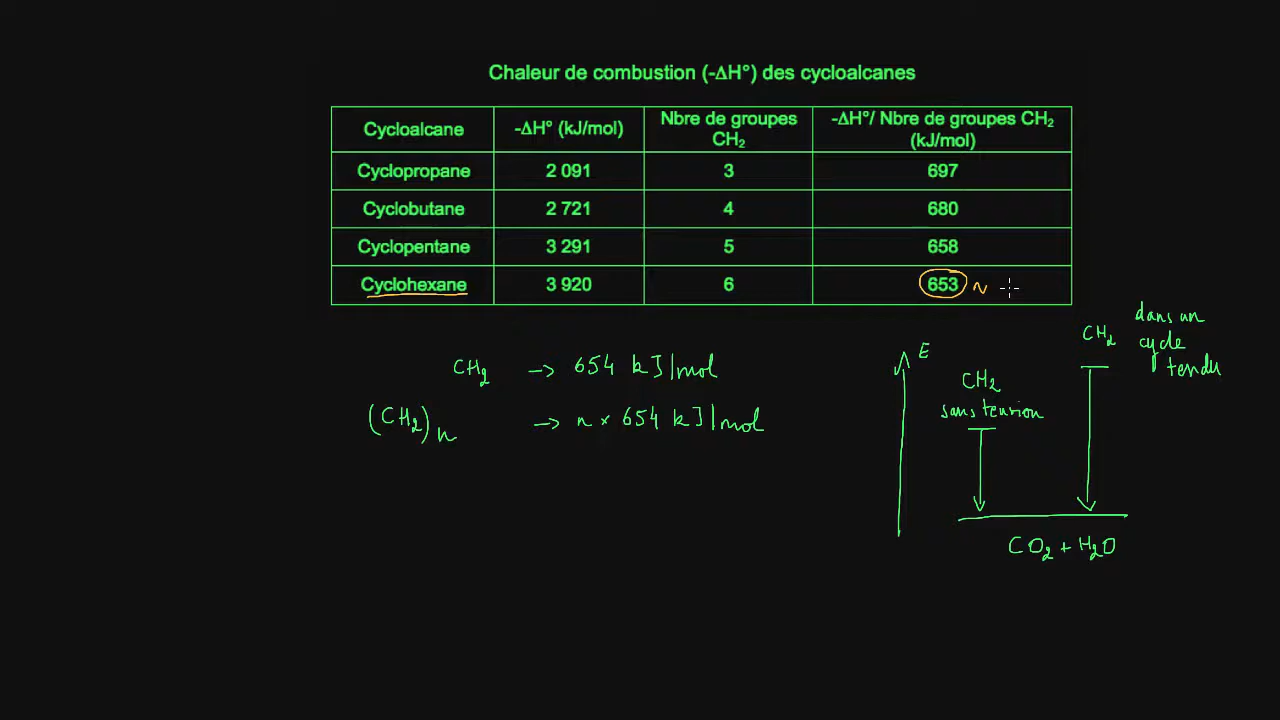 Chaleur de combustion (-ΔH°) des cycloalcanes
Cycloalcane -ΔH° (kJ/mol) Nbre de groupes CH₂ -ΔH°/ Nbre de groupes CH₂ (kJ/mol)
Cyclopropane 2 091 3 697
Cyclobutane 2 721 4 680
Cyclopentane 3 291 5 658
Cyclohexane 3 920 6 653 ~
CH₂ -> 654 kJ/mol
(CH₂)n -> n × 654 kJ/mol
E
CH₂
sans tension
CH₂ dans un
cycle
tendu
CO₂ + H₂O